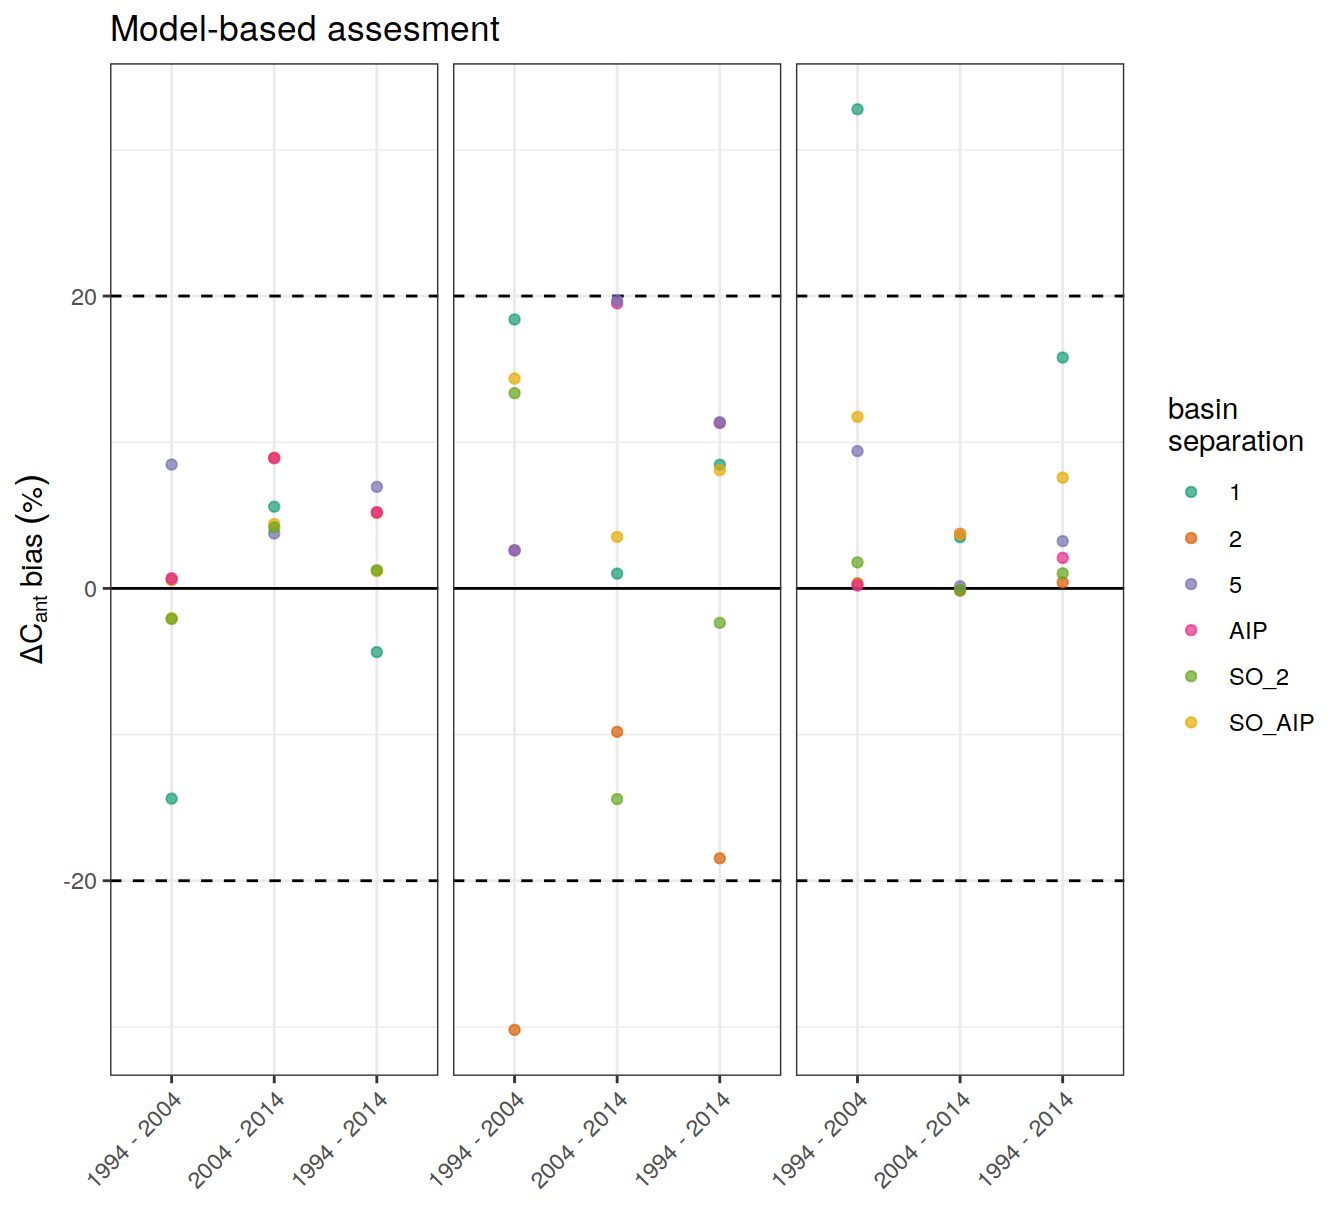 Model-based assesment
ΔCant bias (%)
20
0
-20
1994 - 2004
2004 - 2014
1994 - 2014
1994 - 2004
2004 - 2014
1994 - 2014
1994 - 2004
2004 - 2014
1994 - 2014
basin
separation
1
2
5
AIP
SO_2
SO_AIP